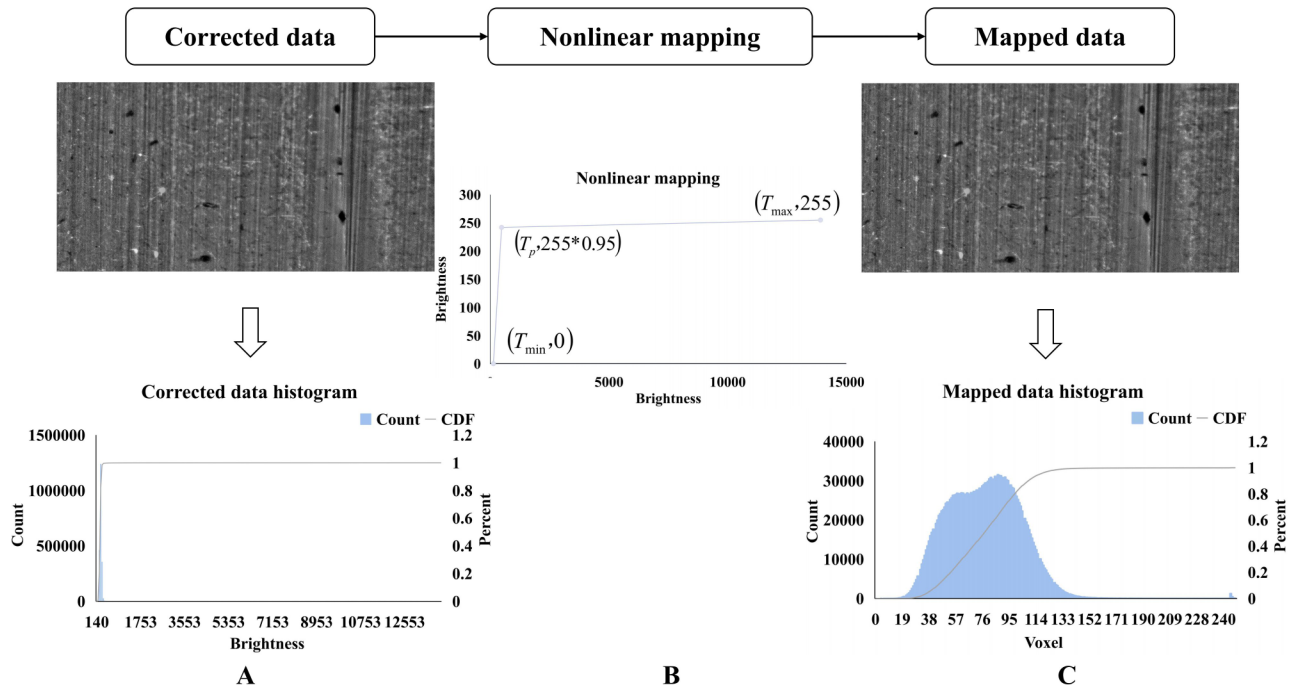 Corrected data
Nonlinear mapping
Mapped data
Nonlinear mapping
300
250
200
150
100
50
0
Brightness
(Tmax,255)
(Tp,255*0.95)
(Tmin,0)
-
5000
10000
15000
Brightness
Corrected data histogram
Count
CDF
1500000
1000000
500000
0
Count
1.2
1
0.8
0.6
0.4
0.2
0
Percent
140 1753 3553 5353 7153 8953 10753 12553
Brightness
Mapped data histogram
Count
CDF
40000
30000
20000
10000
0
Count
1.2
1
0.8
0.6
0.4
0.2
0
Percent
0 19 38 57 76 95 114 133 152 171 190 209 228 240
Voxel
A
B
C